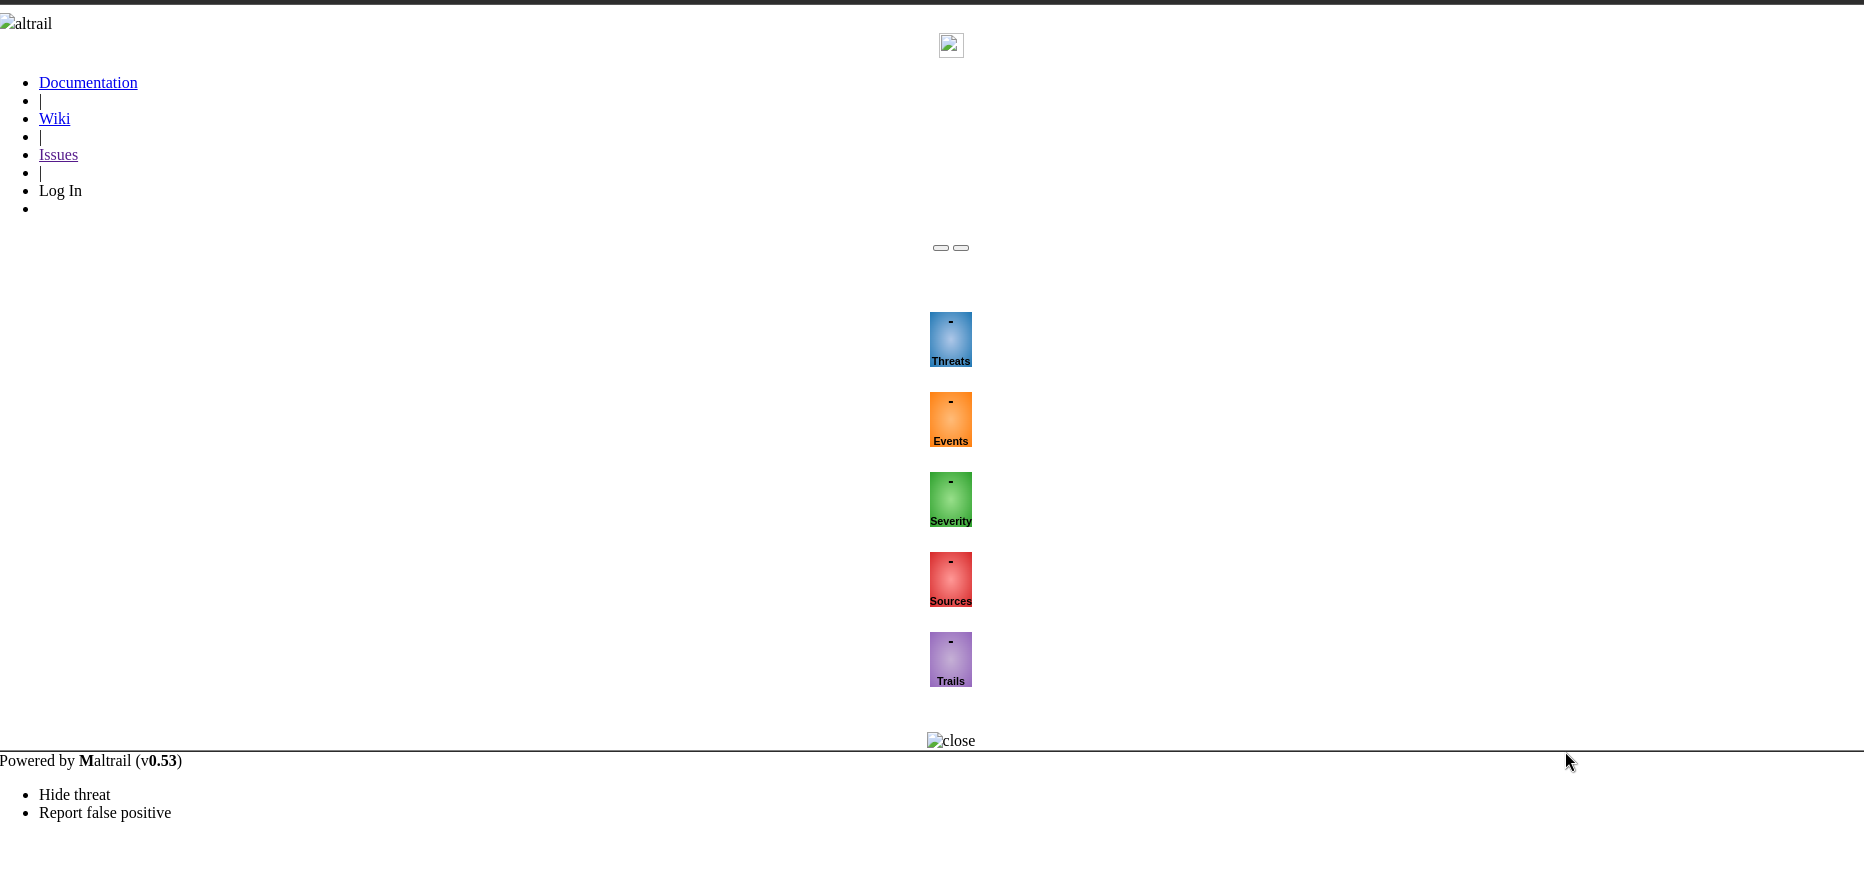 altrail
Documentation
|
Wiki
|
Issues
|
Log In
-
Threats
-
Events
-
Severity
-
Sources
-
Trails
close
Powered by Maltrail (v0.53)
Hide threat
Report false positive